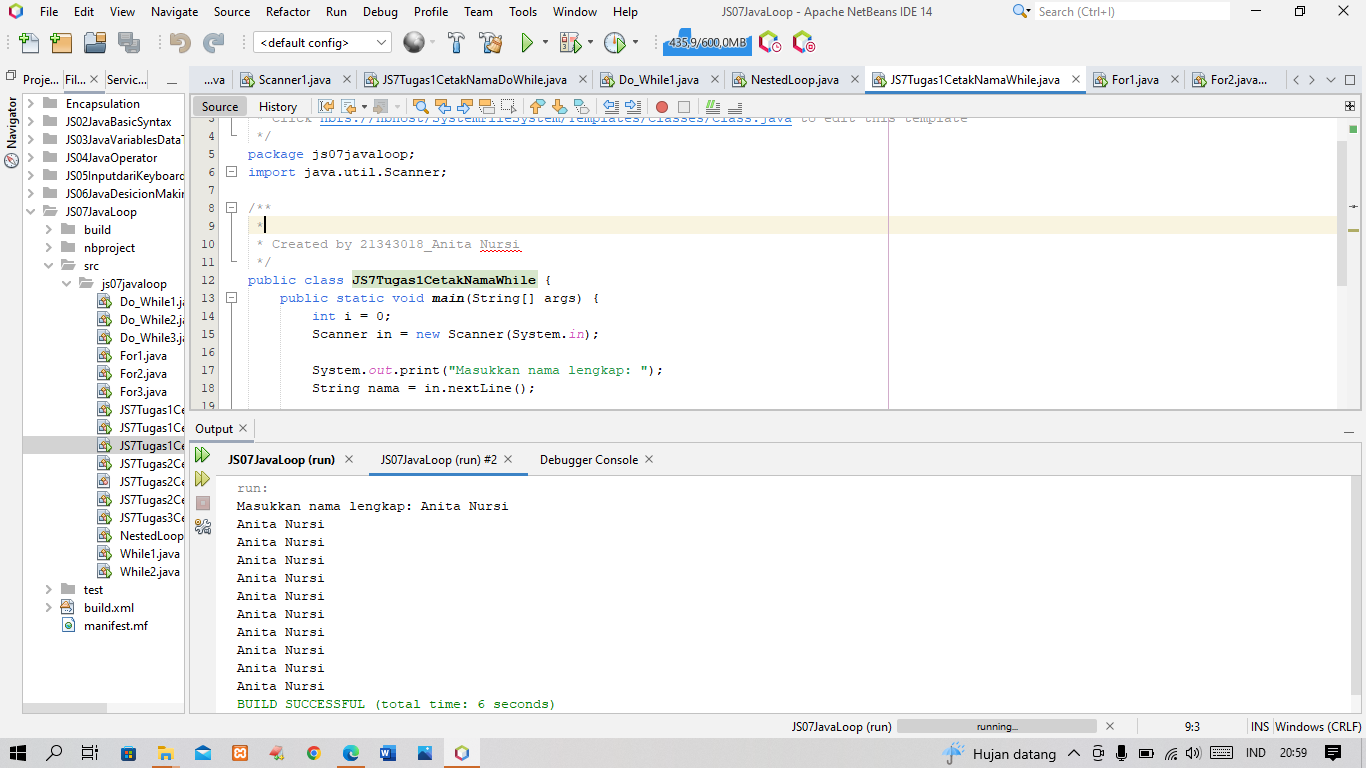 File Edit View Navigate Source Refactor Run Debug Profile Team Tools Window Help
JS07JavaLoop - Apache NetBeans IDE 14
Search (Ctrl+I)
<default config>
435,9/600,0MB
Proje... Fil... Servic...
...va Scanner1.java JS7Tugas1CetakNamaDoWhile.java Do_While1.java NestedLoop.java JS7Tugas1CetakNamaWhile.java For1.java For2.java...
Navigator
Encapsulation
JS02JavaBasicSyntax
JS03JavaVariablesDataT
JS04JavaOperator
JS05InputdariKeyboard
JS06JavaDesicionMakin
JS07JavaLoop
build
nbproject
src
js07javaloop
Do_While1.ja
Do_While2.ja
Do_While3.ja
For1.java
For2.java
For3.java
JS7Tugas1Ce
JS7Tugas1Ce
JS7Tugas1Ce
JS7Tugas2Ce
JS7Tugas2Ce
JS7Tugas2Ce
JS7Tugas3Ce
NestedLoop
While1.java
While2.java
test
build.xml
manifest.mf
Source History
3 * Click nbfs://nbhost/SystemFileSystem/Templates/Classes/Class.java to edit this template
4 */
5 package js07javaloop;
6 import java.util.Scanner;
7
8 /**
9 *
10 * Created by 21343018_Anita Nursi
11 */
12 public class JS7Tugas1CetakNamaWhile {
13 public static void main(String[] args) {
14 int i = 0;
15 Scanner in = new Scanner(System.in);
16
17 System.out.print("Masukkan nama lengkap: ");
18 String nama = in.nextLine();
19
Output
JS07JavaLoop (run) JS07JavaLoop (run) #2 Debugger Console
run:
Masukkan nama lengkap: Anita Nursi
Anita Nursi
Anita Nursi
Anita Nursi
Anita Nursi
Anita Nursi
Anita Nursi
Anita Nursi
Anita Nursi
Anita Nursi
Anita Nursi
BUILD SUCCESSFUL (total time: 6 seconds)
JS07JavaLoop (run) running... 9:3 INS Windows (CRLF)
Hujan datang IND 20:59